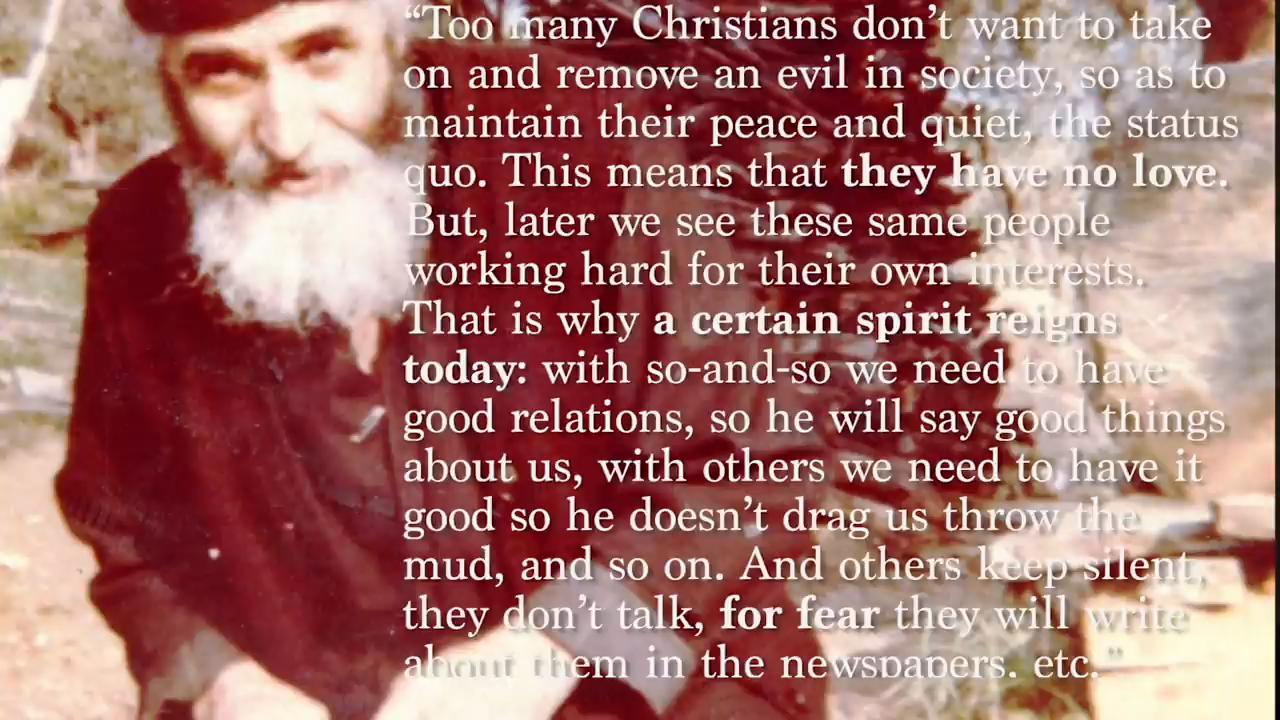 “Too many Christians don’t want to take
on and remove an evil in society, so as to
maintain their peace and quiet, the status
quo. This means that they have no love.
But, later we see these same people
working hard for their own interests.
That is why a certain spirit reigns
today: with so-and-so we need to have
good relations, so he will say good things
about us, with others we need to have it
good so he doesn’t drag us throw the
mud, and so on. And others keep silent,
they don’t talk, for fear they will write
about them in the newspapers. etc.”